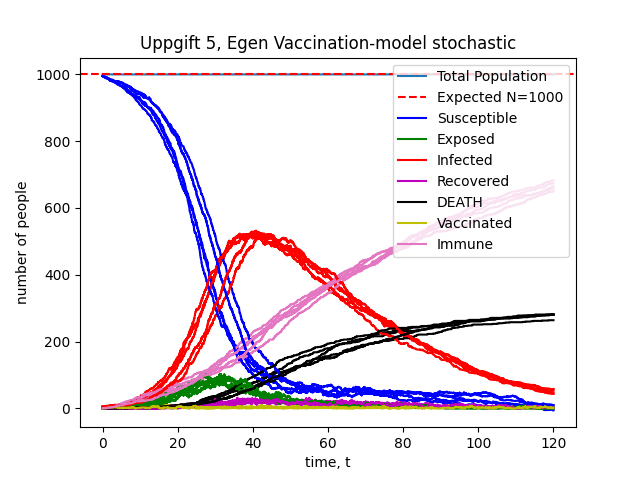 Uppgift 5, Egen Vaccination-model stochastic
1000
800
600
400
200
0
number of people
Total Population
Expected N=1000
Susceptible
Exposed
Infected
Recovered
DEATH
Vaccinated
Immune
0 20 40 60 80 100 120
time, t